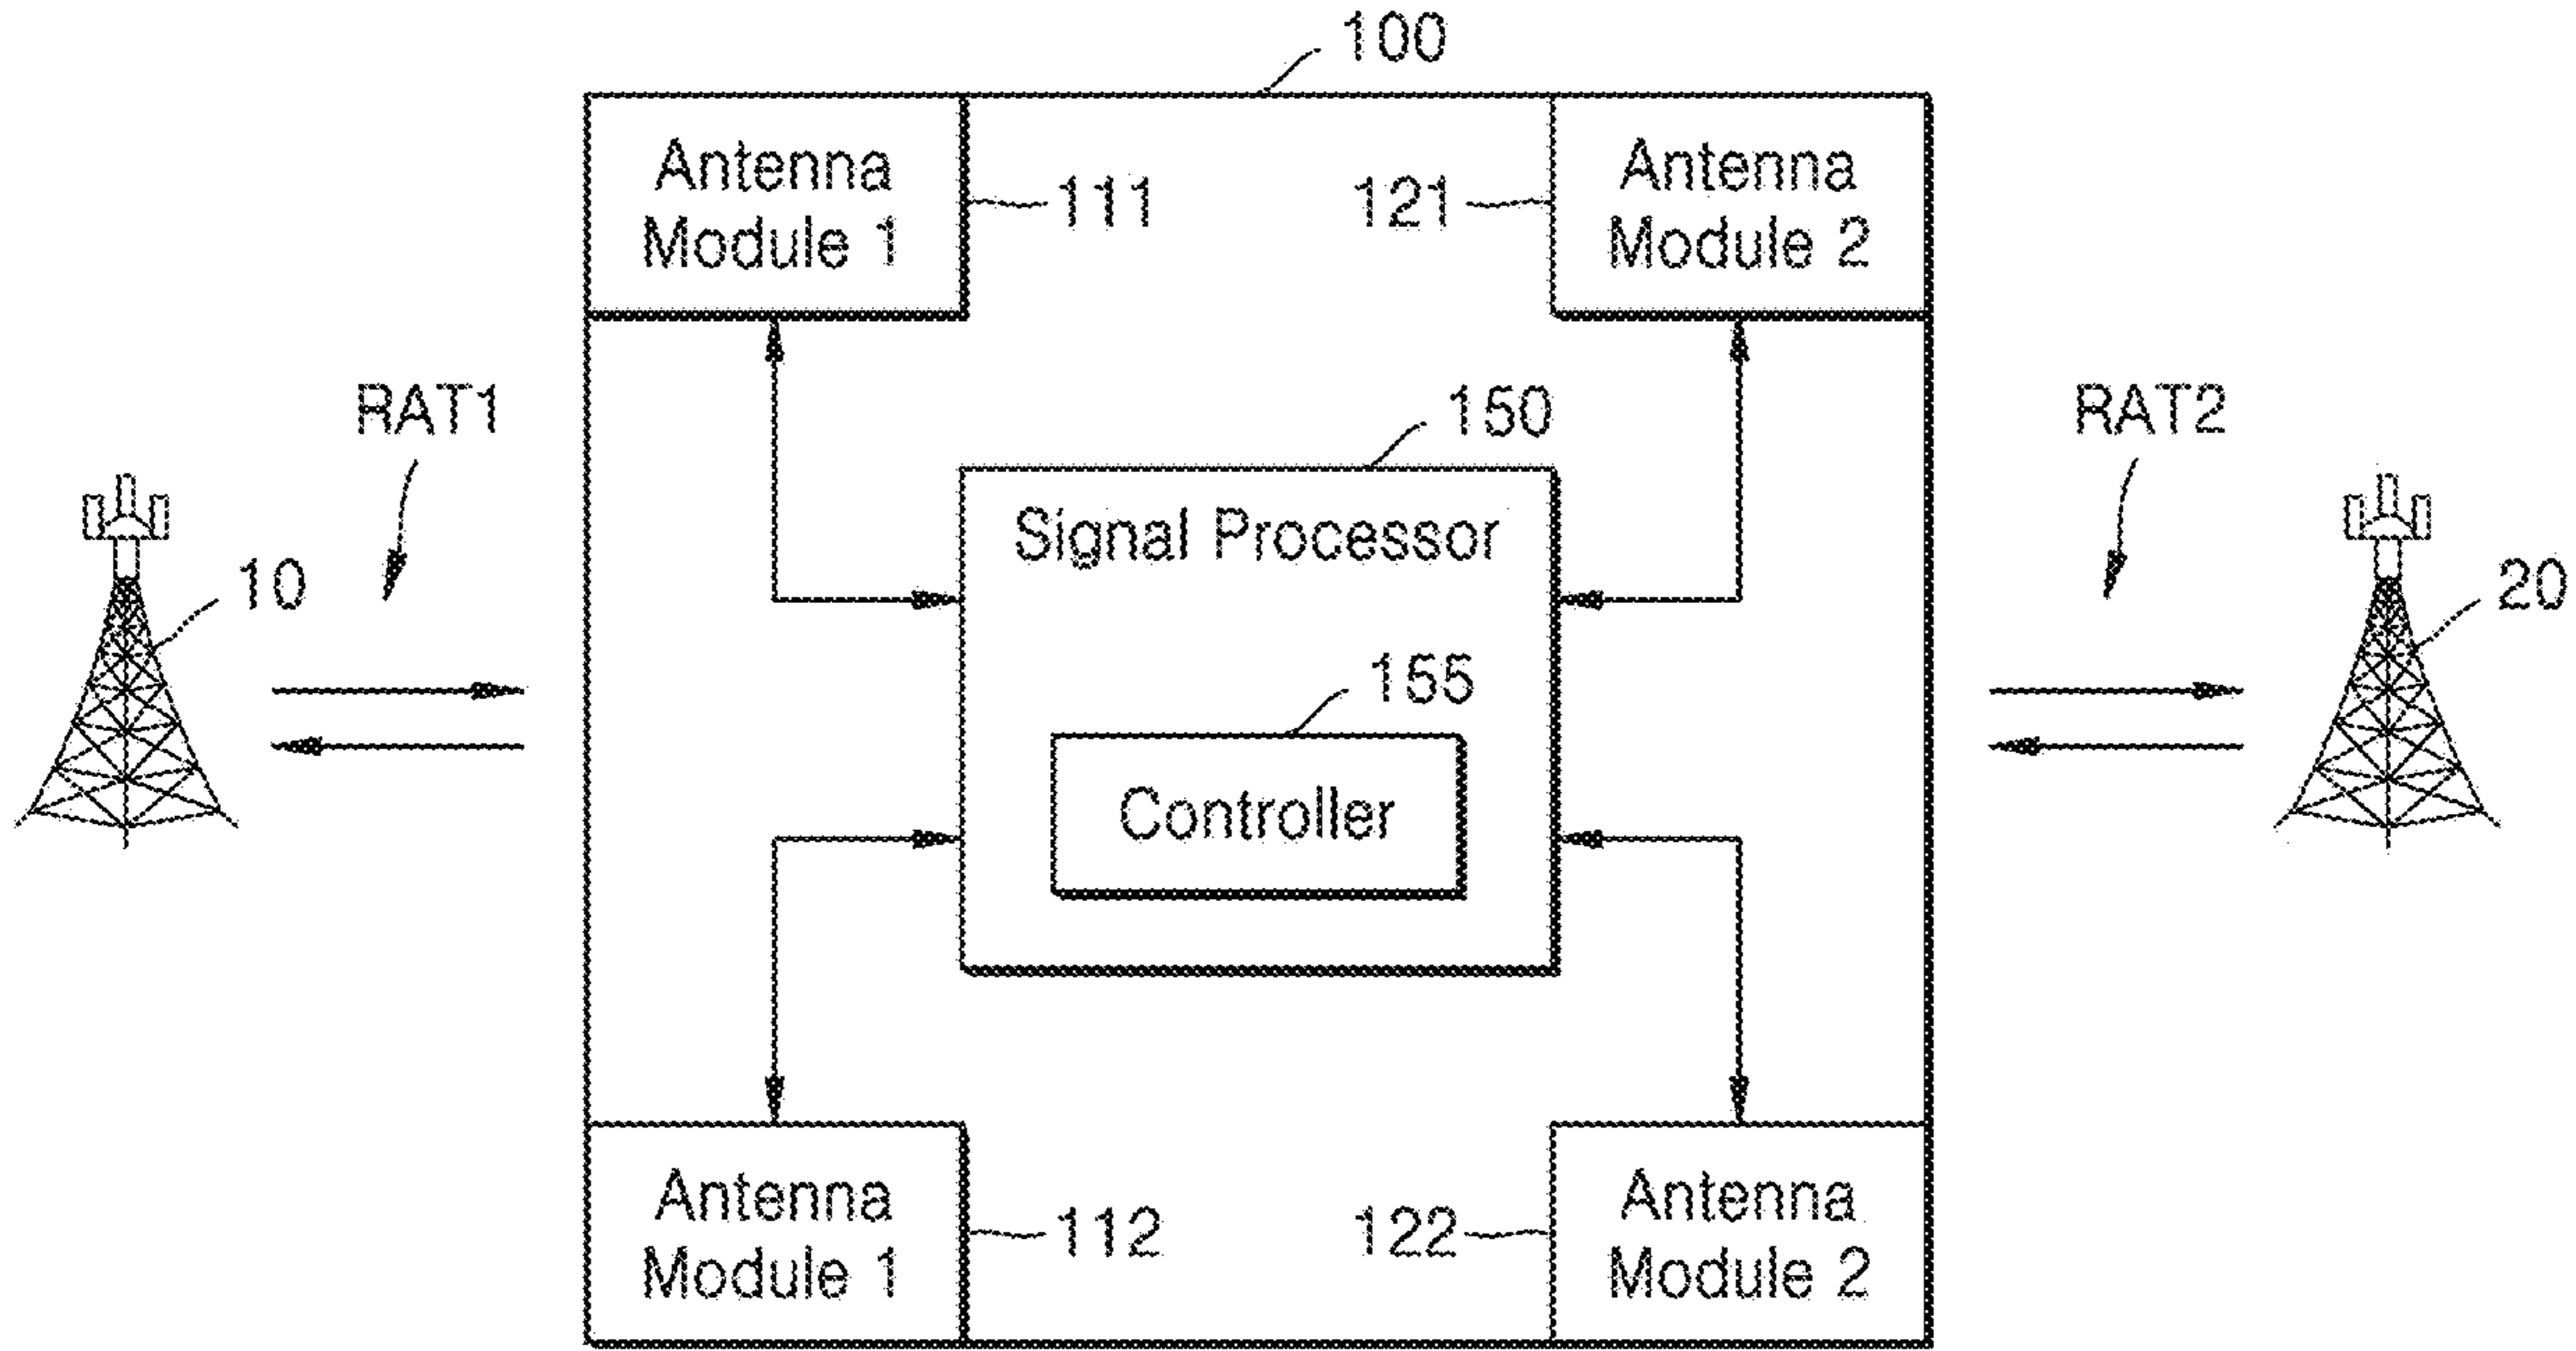 100
Antenna
Module 1
111
121
Antenna
Module 2
RAT1
150
RAT2
Signal Processor
10
20
155
Controller
Antenna
Module 1
112
122
Antenna
Module 2